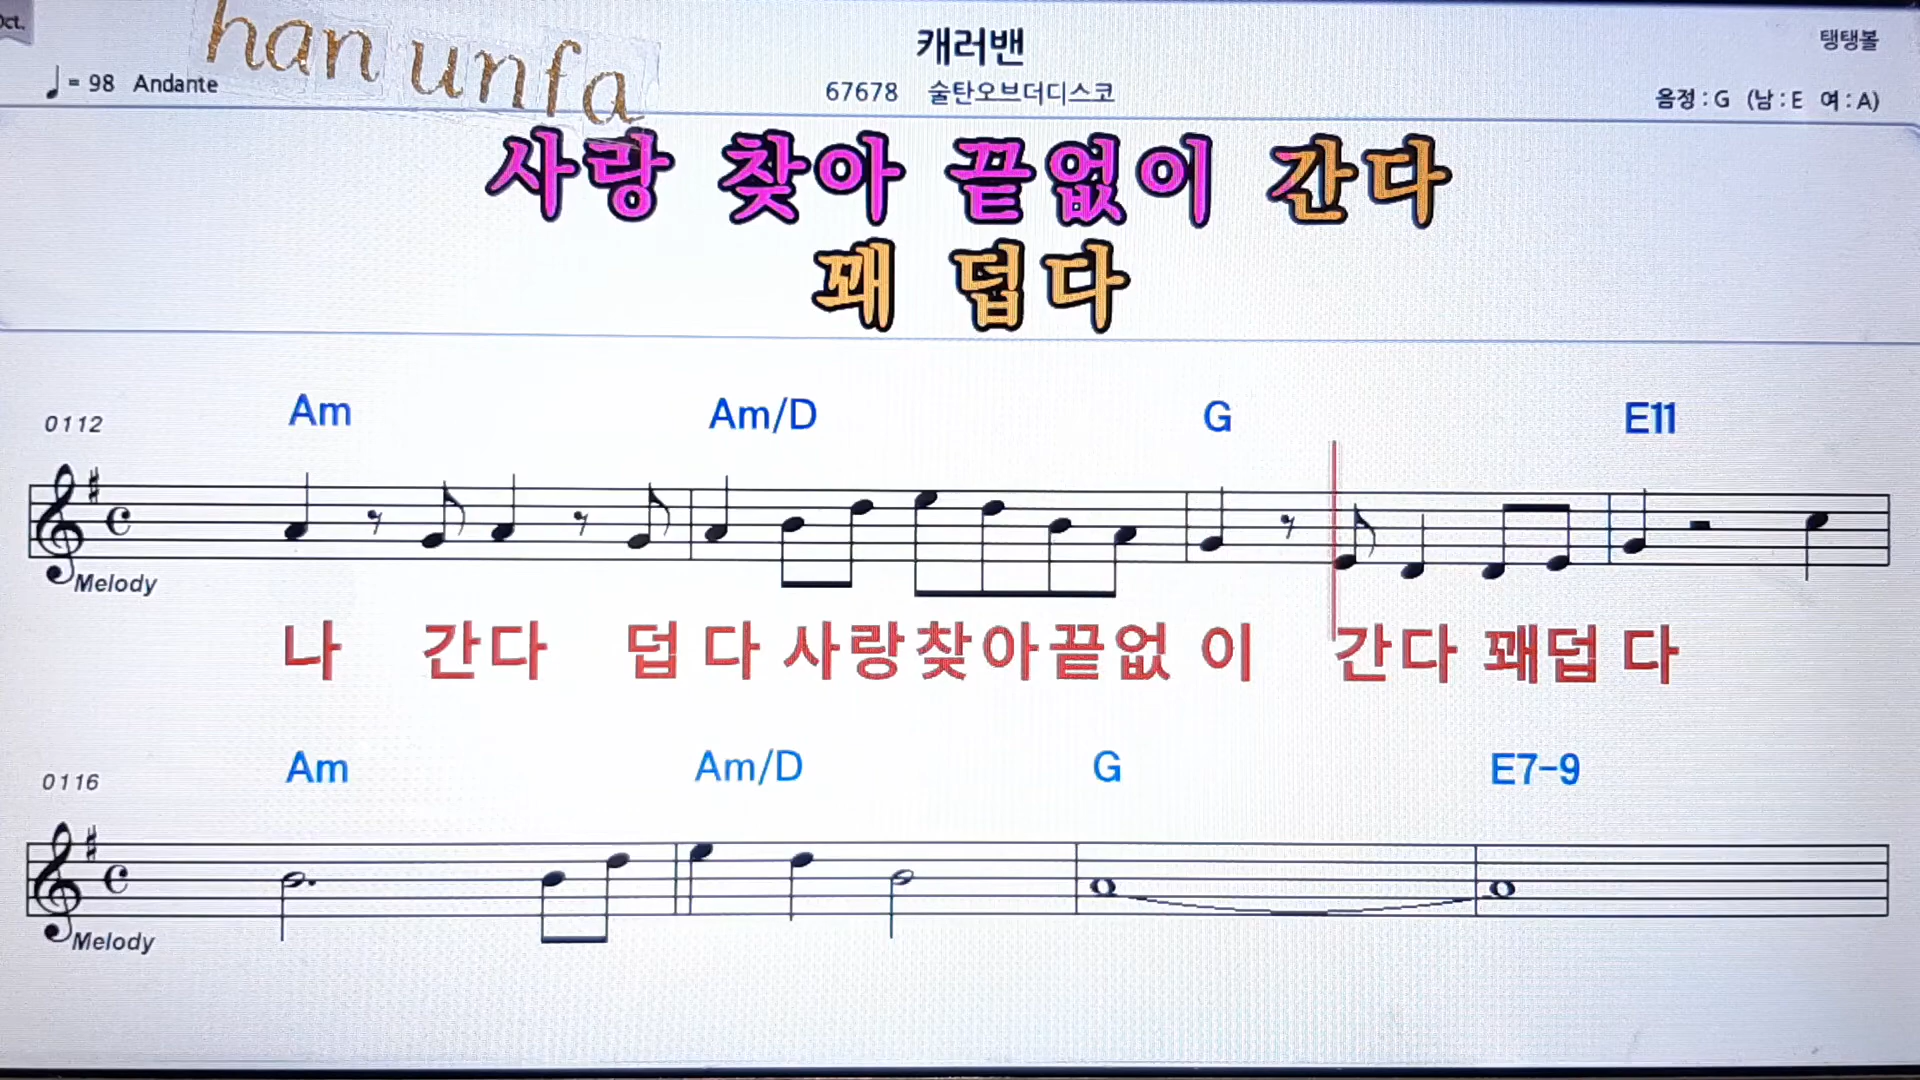 Oct.
han unfa
캐러밴
탱탱볼
♩ = 98 Andante
67678 술탄오브더디스코
음정 : G (남 : E 여 : A)
사랑 찾아 끝없이 간다
꽤 덥다
0112 Am Am/D G E11
Melody
나 간다 덥다 사랑찾아끝없이 간다 꽤덥다
0116 Am Am/D G E7-9
Melody